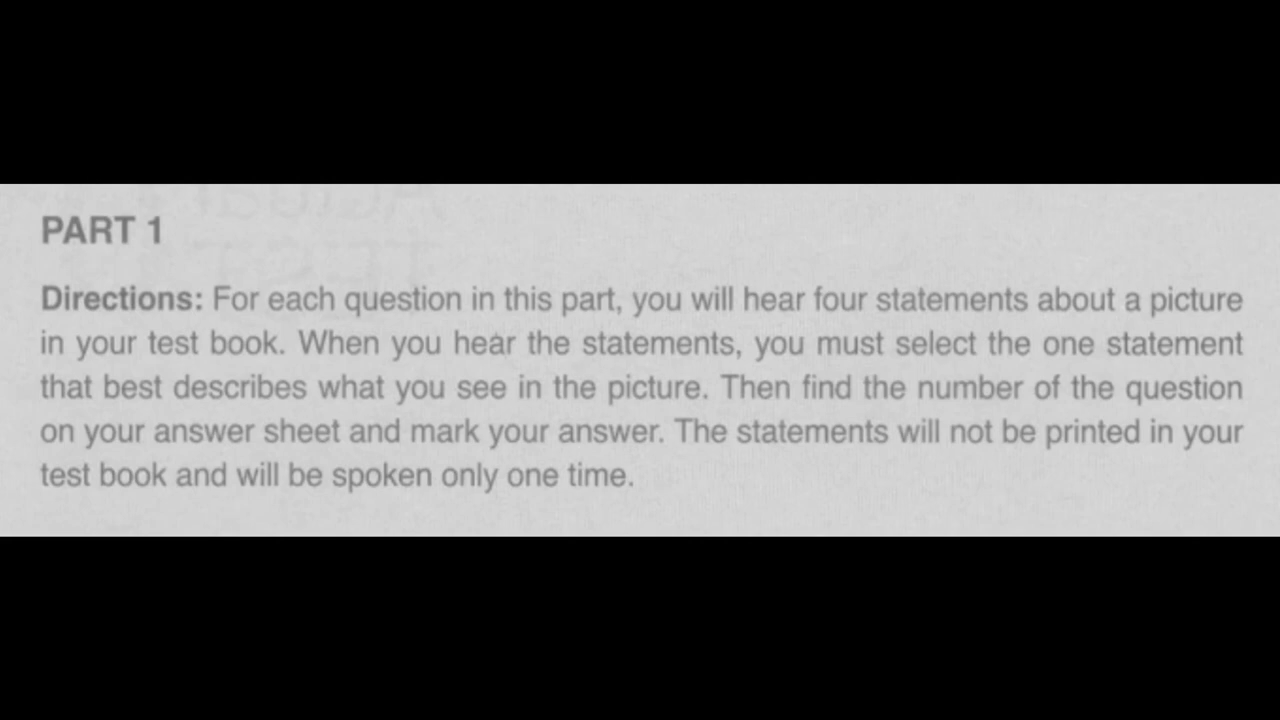 PART 1
Directions: For each question in this part, you will hear four statements about a picture
in your test book. When you hear the statements, you must select the one statement
that best describes what you see in the picture. Then find the number of the question
on your answer sheet and mark your answer. The statements will not be printed in your
test book and will be spoken only one time.